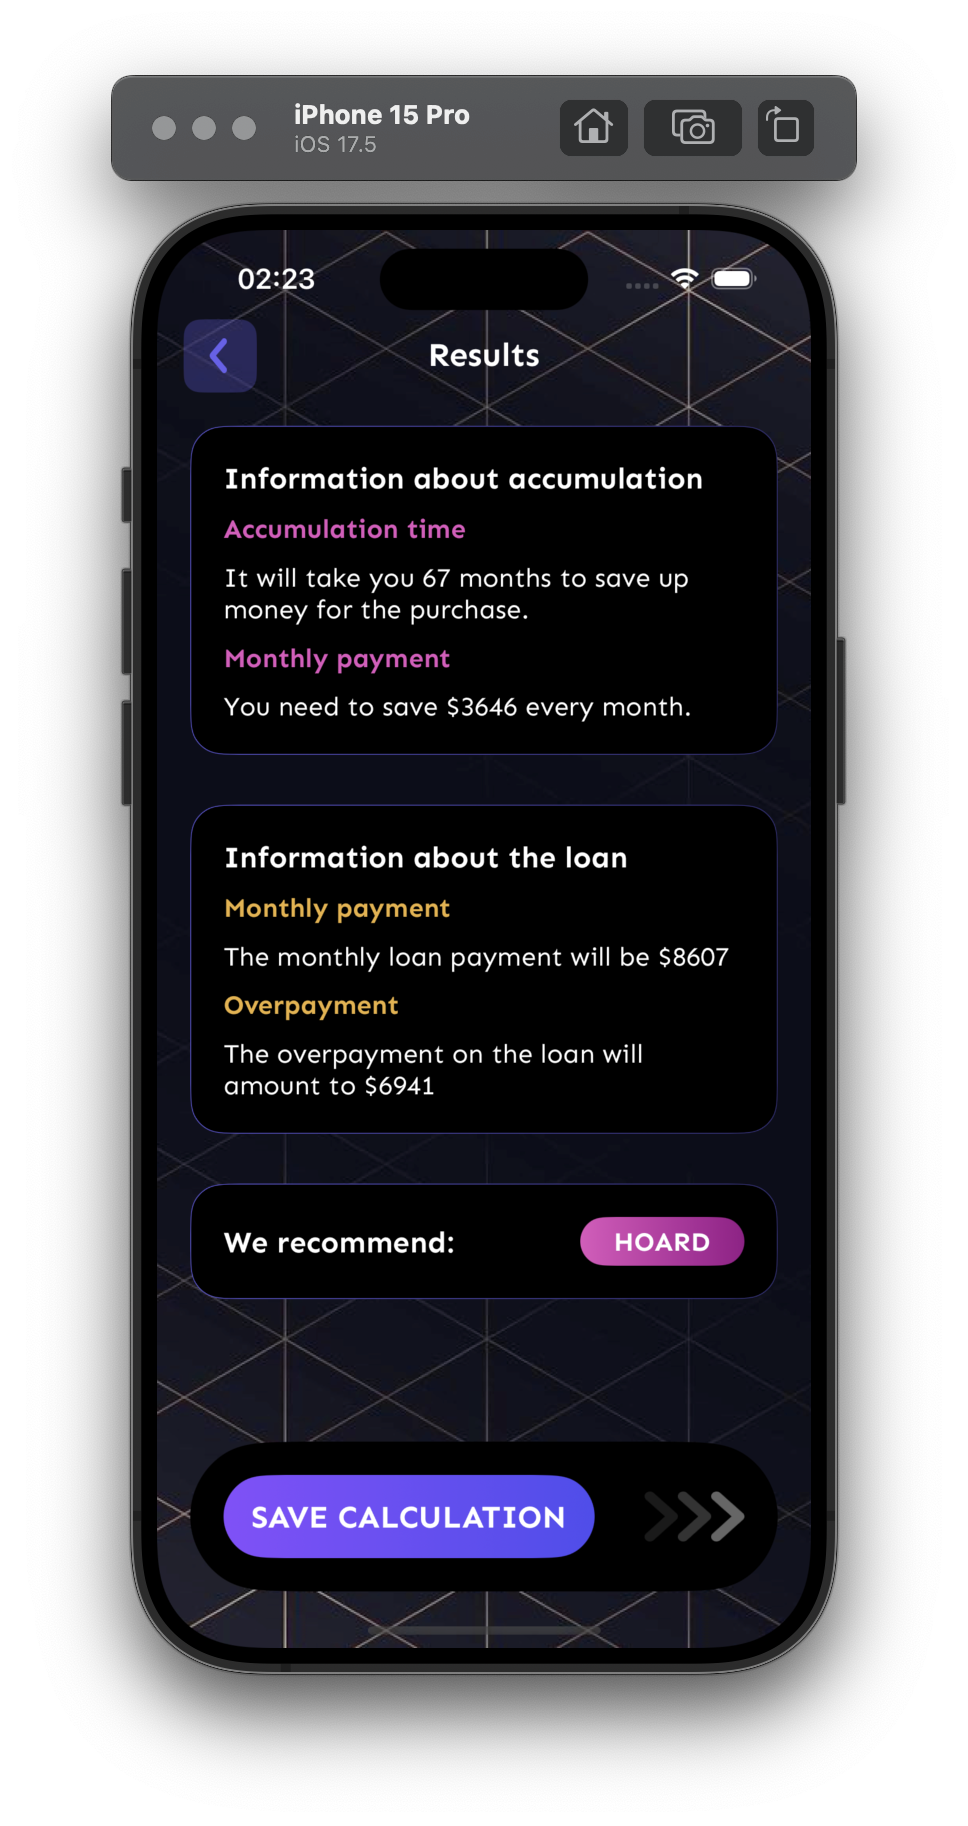 iPhone 15 Pro
iOS 17.5
02:23
Results
Information about accumulation
Accumulation time
It will take you 67 months to save up
money for the purchase.
Monthly payment
You need to save $3646 every month.
Information about the loan
Monthly payment
The monthly loan payment will be $8607
Overpayment
The overpayment on the loan will
amount to $6941
We recommend:
HOARD
SAVE CALCULATION